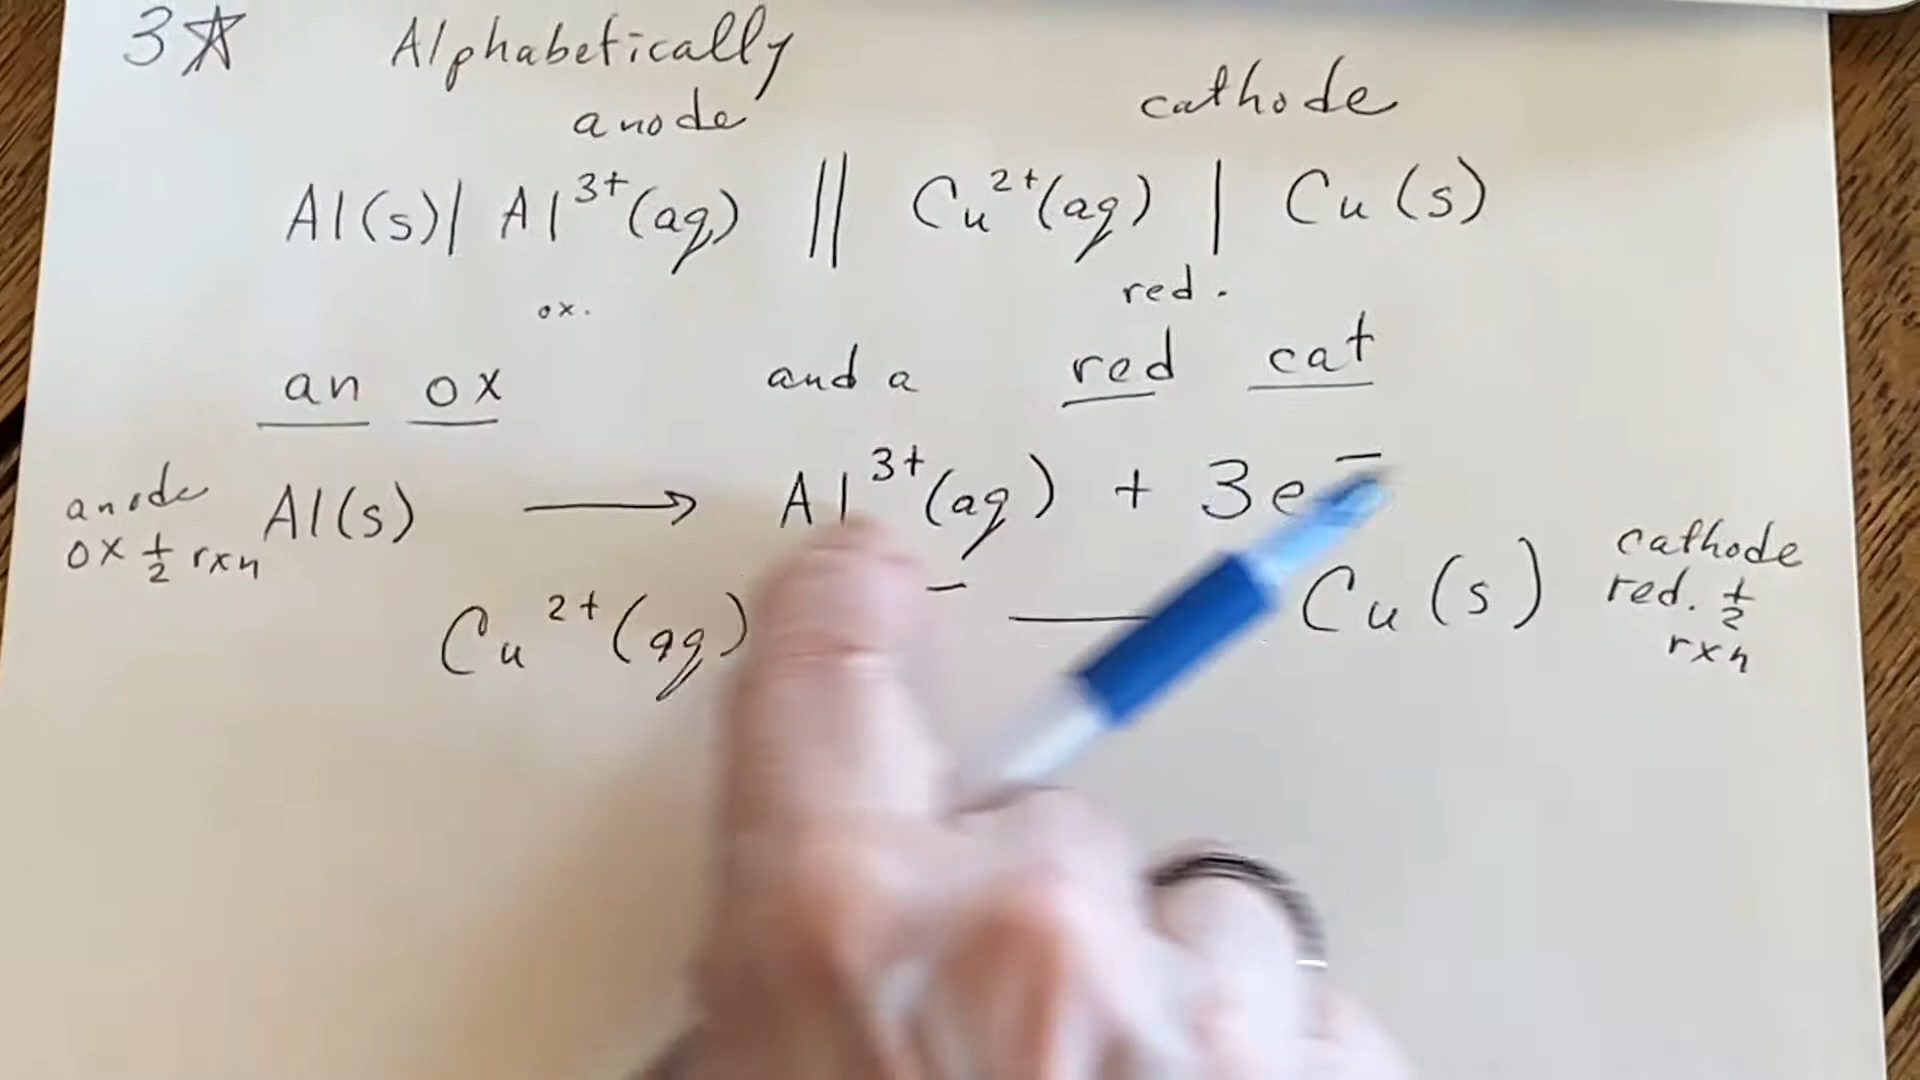 3☆ Alphabetically
anode cathode
Al(s)| Al³⁺(aq) || Cu²⁺(aq) | Cu(s)
ox. red.
an ox and a red cat
anode
ox ½ rxn
Al(s) → Al³⁺(aq) + 3e⁻
Cu²⁺(aq) ⁻ — Cu(s)
cathode
red. ½
rxn